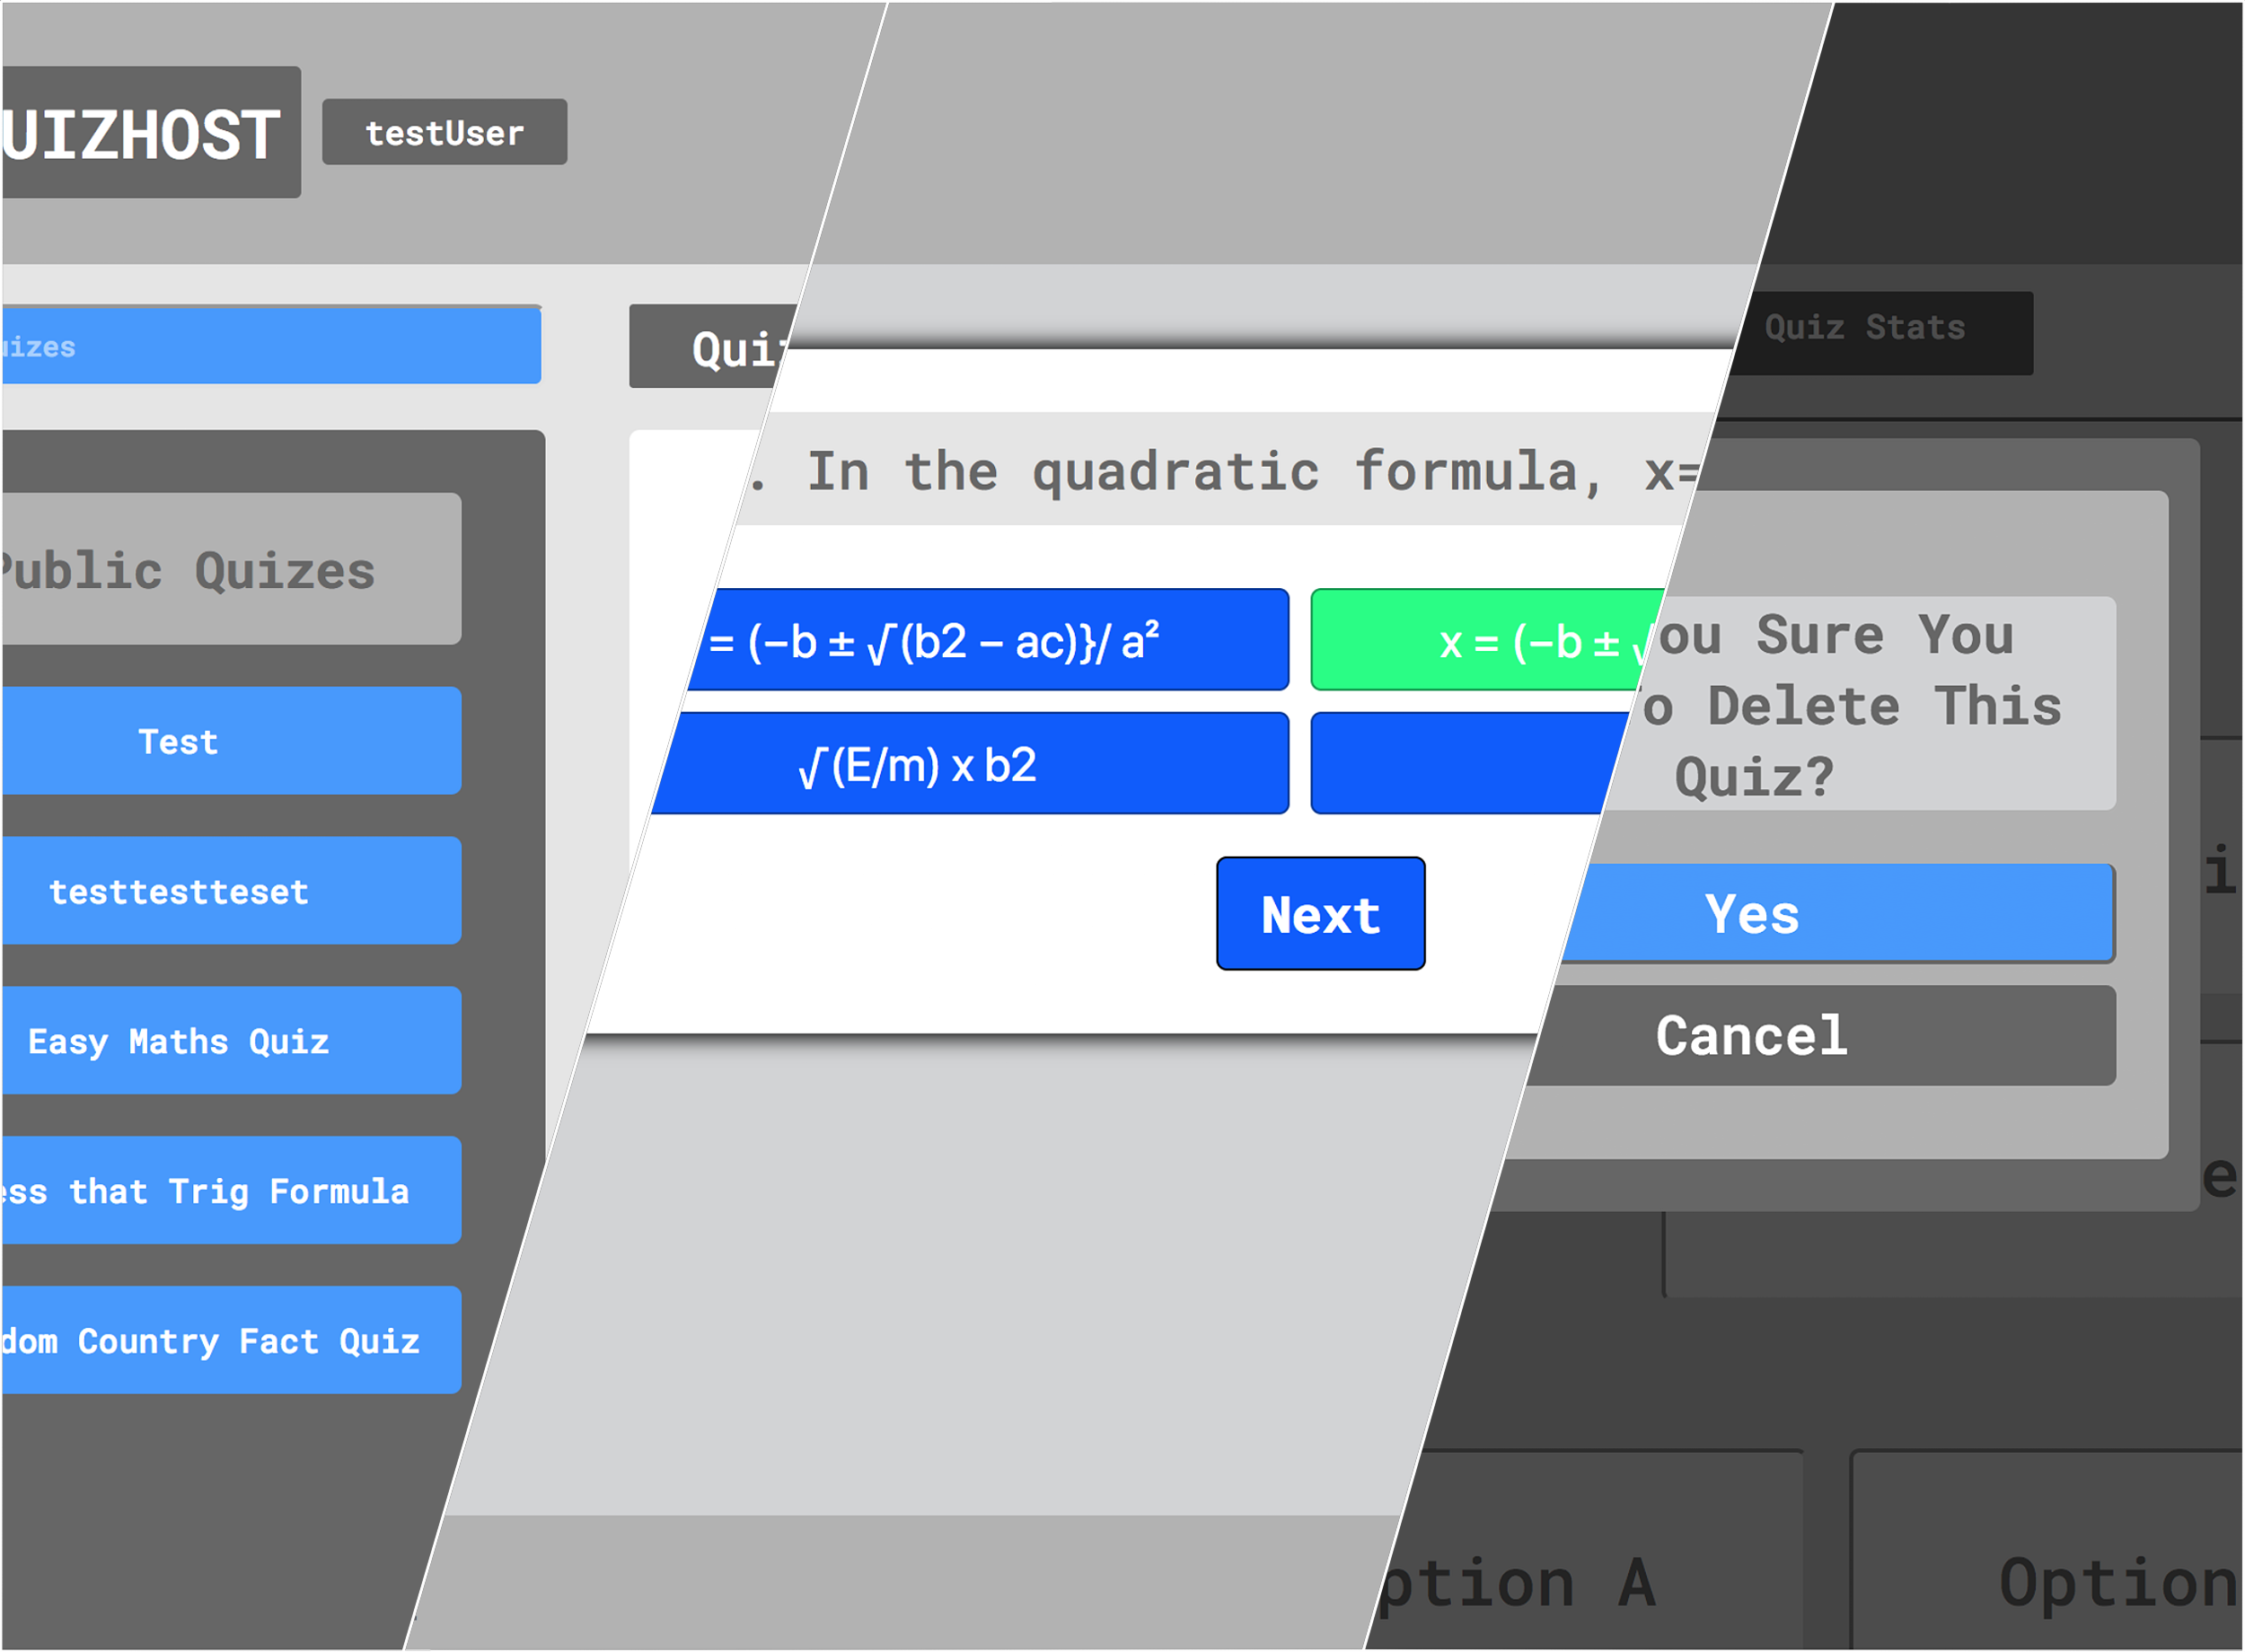 UIZHOST
testUser
uizes
Public Quizes
Test
testtestteset
Easy Maths Quiz
ess that Trig Formula
dom Country Fact Quiz
Qui
. In the quadratic formula, x=
= (−b ± √(b2 − ac)}/ a²
x = (−b ± √
√(E/m) x b2
Next
Quiz Stats
ou Sure You
o Delete This
Quiz?
Yes
Cancel
i
e
ption A
Option